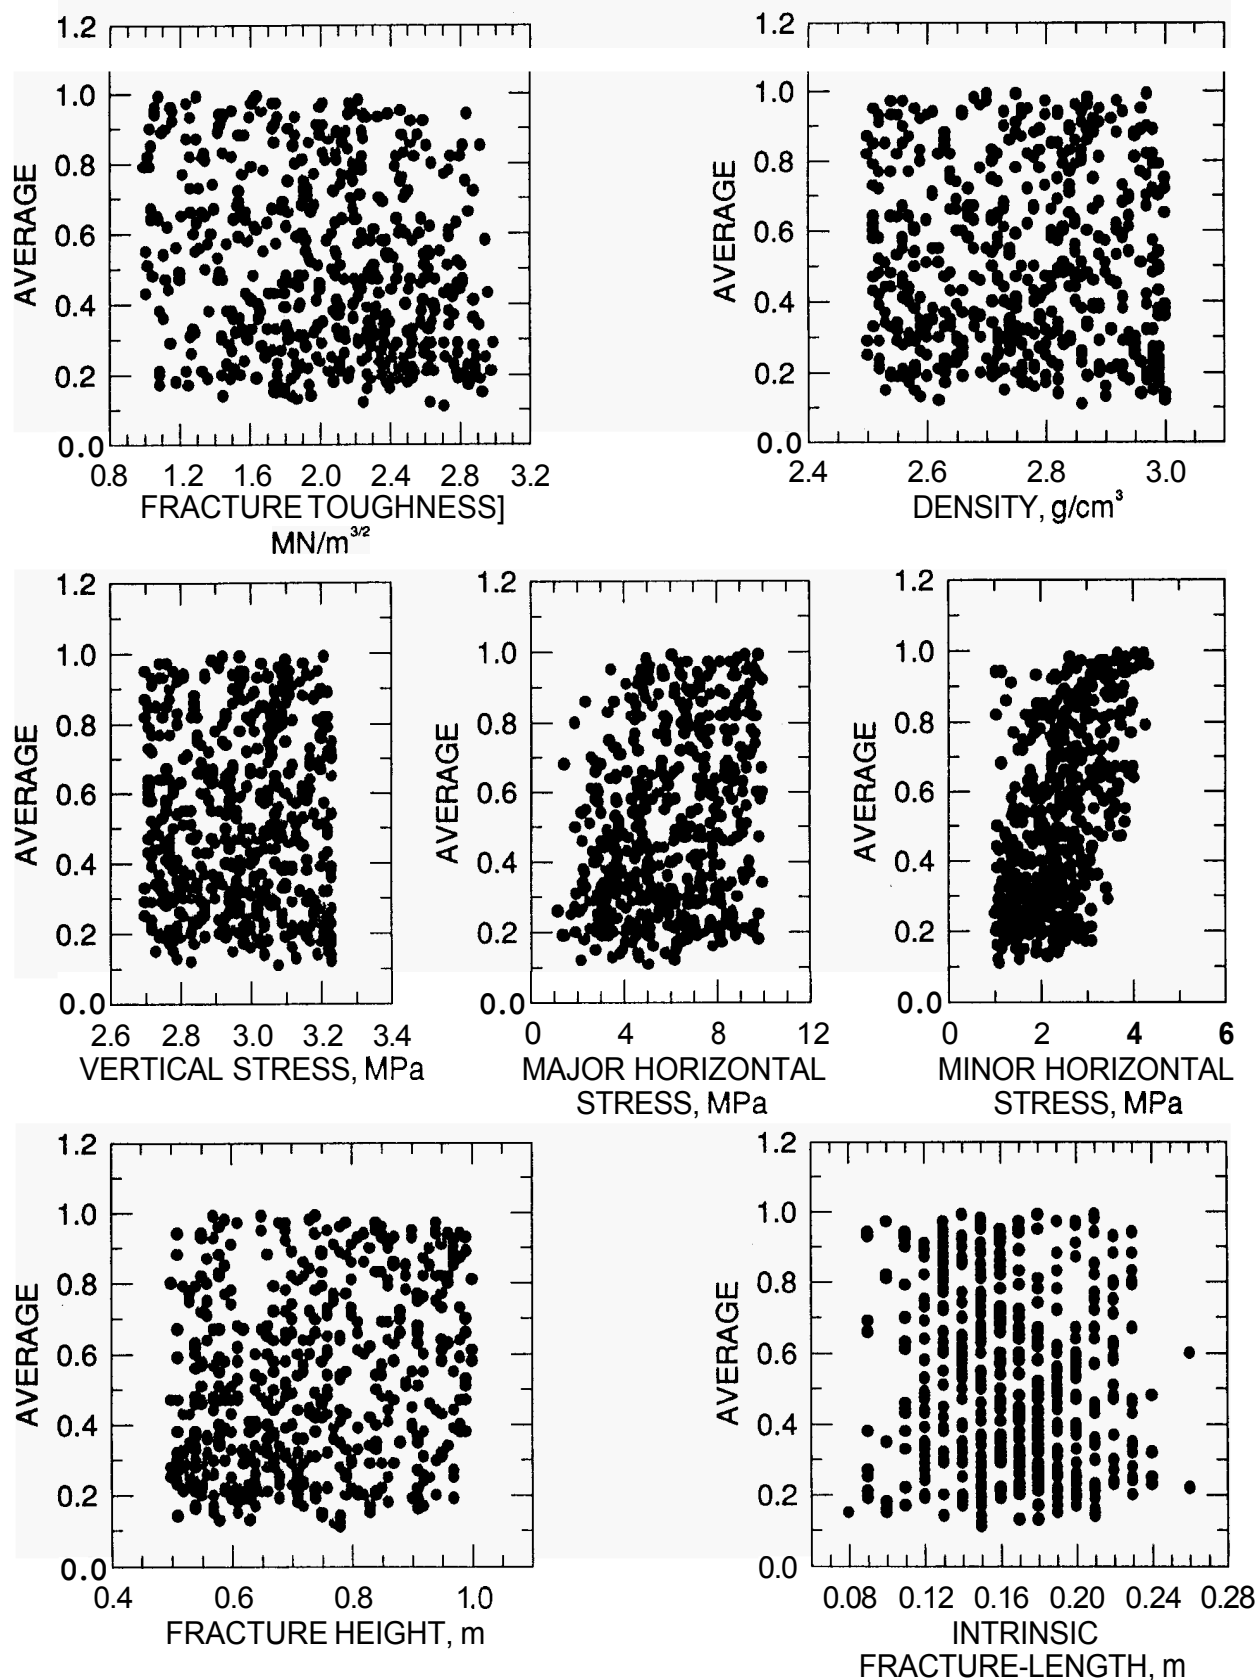 1.2
1.0
0.8
0.6
0.4
0.2
0.0
AVERAGE
0.8 1.2 1.6 2.0 2.4 2.8 3.2
FRACTURE TOUGHNESS]
MN/m³ᐟ²
1.2
1.0
0.8
0.6
0.4
0.2
0.0
AVERAGE
2.4 2.6 2.8 3.0
DENSITY, g/cm³
1.2
1.0
0.8
0.6
0.4
0.2
0.0
AVERAGE
2.6 2.8 3.0 3.2 3.4
VERTICAL STRESS, MPa
1.2
1.0
0.8
0.6
0.4
0.2
0.0
AVERAGE
0 4 8 12
MAJOR HORIZONTAL
STRESS, MPa
1.2
1.0
0.8
0.6
0.4
0.2
0.0
AVERAGE
0 2 4 6
MINOR HORIZONTAL
STRESS, MPa
1.2
1.0
0.8
0.6
0.4
0.2
0.0
AVERAGE
0.4 0.6 0.8 1.0
FRACTURE HEIGHT, m
1.2
1.0
0.8
0.6
0.4
0.2
0.0
AVERAGE
0.08 0.12 0.16 0.20 0.24 0.28
INTRINSIC
FRACTURE-LENGTH, m